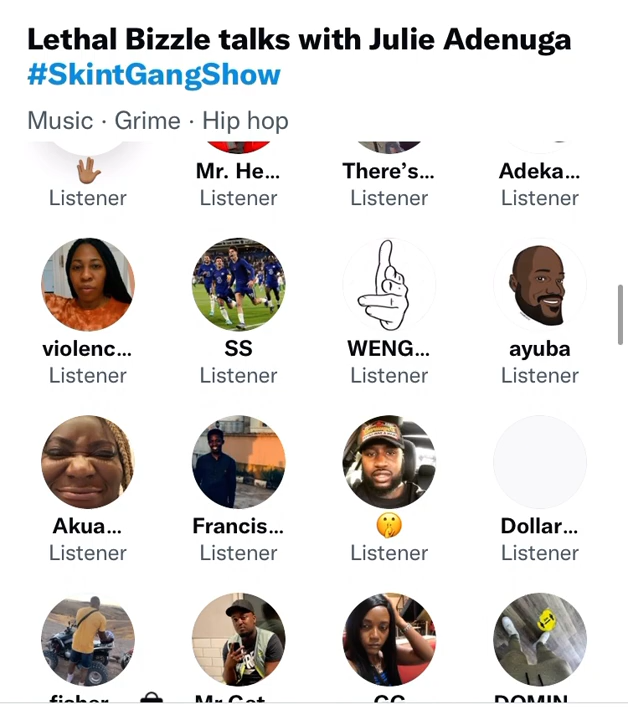 Lethal Bizzle talks with Julie Adenuga
#SkintGangShow
Music · Grime · Hip hop
🖖🏾 Mr. He... There’s... Adeka...
Listener Listener Listener Listener
violenc... SS WENG... ayuba
Listener Listener Listener Listener
Akua... Francis... 🤫 Dollar...
Listener Listener Listener Listener